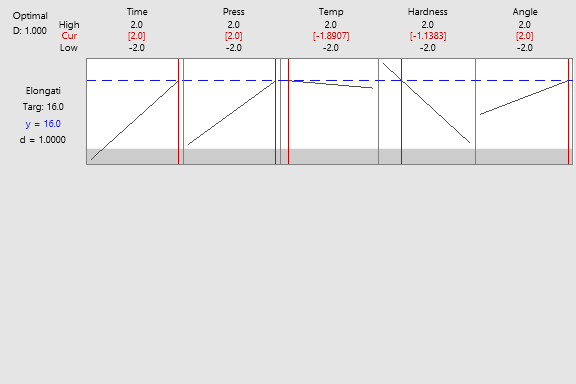 Optimal
D: 1.000
High
Cur
Low
Time
2.0
[2.0]
-2.0
Press
2.0
[2.0]
-2.0
Temp
2.0
[-1.8907]
-2.0
Hardness
2.0
[-1.1383]
-2.0
Angle
2.0
[2.0]
-2.0
Elongati
Targ: 16.0
y = 16.0
d = 1.0000